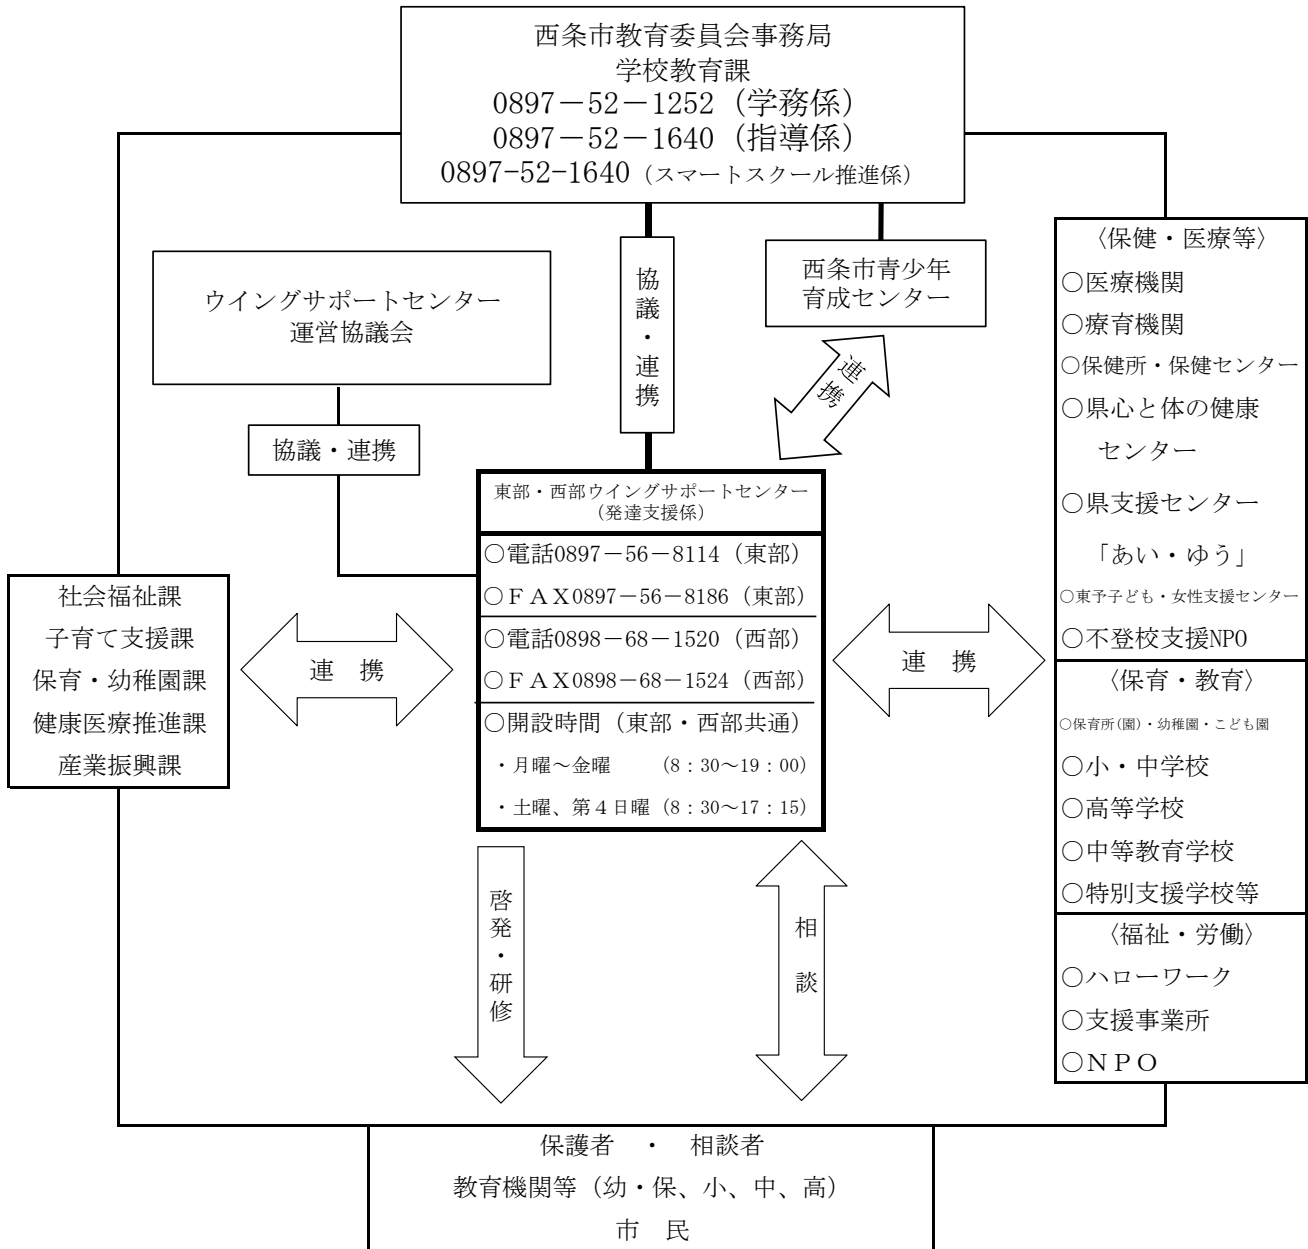 西条市教育委員会事務局
学校教育課
0897－52－1252（学務係）
0897－52－1640（指導係）
0897-52-1640（スマートスクール推進係）
ウイングサポートセンター
運営協議会
協議・連携
協議・連携
西条市青少年
育成センター
連携
東部・西部ウイングサポートセンター
（発達支援係）
○電話0897－56－8114（東部）
○ＦＡＸ0897－56－8186（東部）
○電話0898－68－1520（西部）
○ＦＡＸ0898－68－1524（西部）
○開設時間（東部・西部共通）
・月曜～金曜　　（8：30～19：00）
・土曜、第４日曜（8：30～17：15）
社会福祉課
子育て支援課
保育・幼稚園課
健康医療推進課
産業振興課
連　携
連　携
〈保健・医療等〉
○医療機関
○療育機関
○保健所・保健センター
○県心と体の健康
センター
○県支援センター
「あい・ゆう」
○東予子ども・女性支援センター
○不登校支援NPO
〈保育・教育〉
○保育所(園)・幼稚園・こども園
○小・中学校
○高等学校
○中等教育学校
○特別支援学校等
〈福祉・労働〉
○ハローワーク
○支援事業所
○ＮＰＯ
啓発・研修
相　談
保護者　・　相談者
教育機関等（幼・保、小、中、高）
市　民